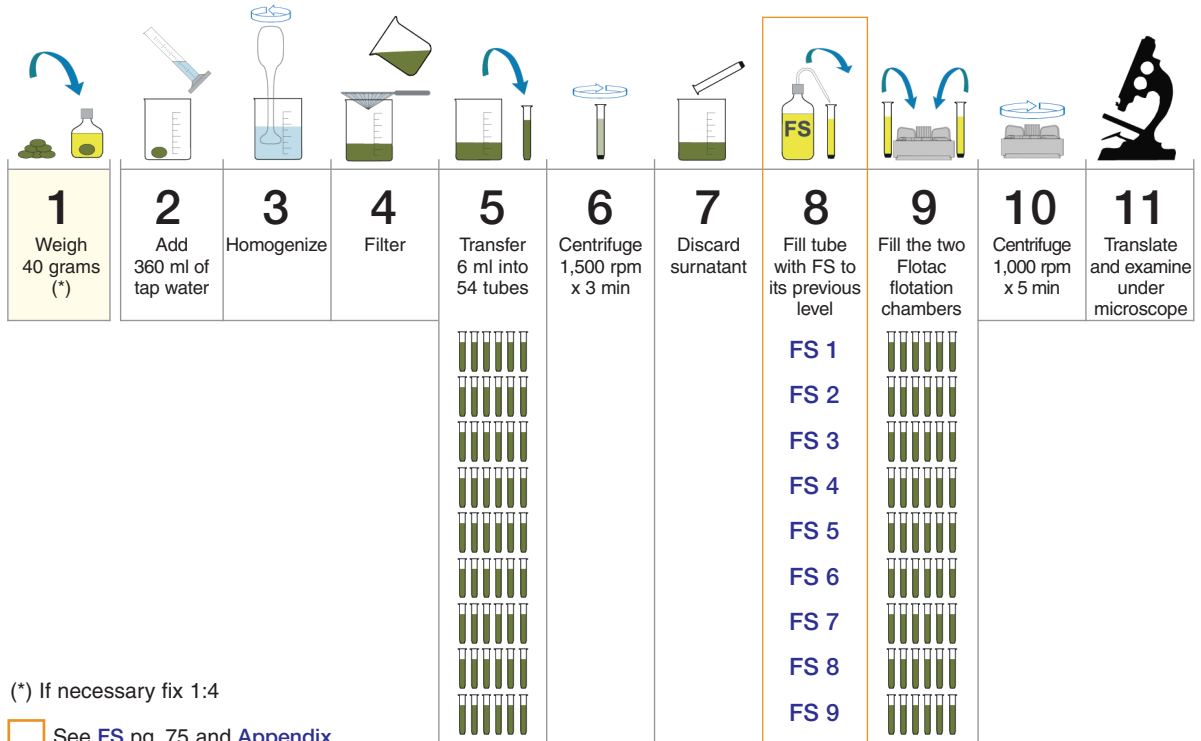 FS
1
Weigh
40 grams
(*)
2
Add
360 ml of
tap water
3
Homogenize
4
Filter
5
Transfer
6 ml into
54 tubes
6
Centrifuge
1,500 rpm
x 3 min
7
Discard
surnatant
8
Fill tube
with FS to
its previous
level
9
Fill the two
Flotac
flotation
chambers
10
Centrifuge
1,000 rpm
x 5 min
11
Translate
and examine
under
microscope
FS 1
FS 2
FS 3
FS 4
FS 5
FS 6
FS 7
FS 8
FS 9
(*) If necessary fix 1:4
See FS pg. 75 and Appendix